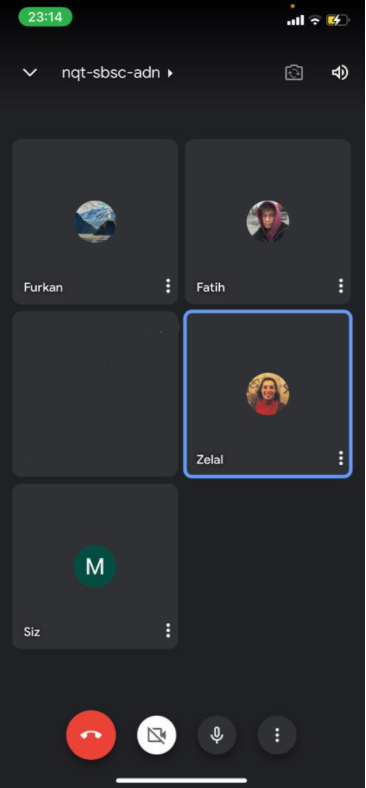 23:14
nqt-sbsc-adn
Furkan
Fatih
Zelal
M
Siz